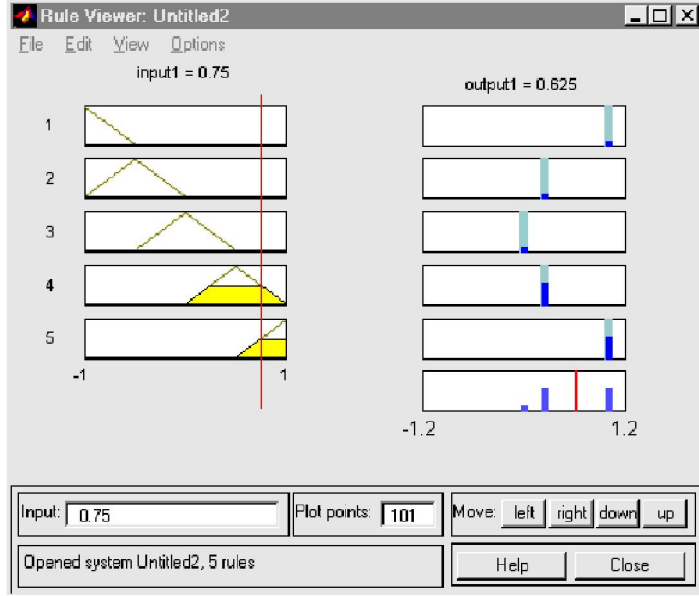 Rule Viewer: Untitled2
File Edit View Options
input1 = 0.75
output1 = 0.625
1
2
3
4
5
-1 1
-1.2 1.2
Input: 0.75 Plot points: 101 Move: left right down up
Opened system Untitled2, 5 rules
Help Close